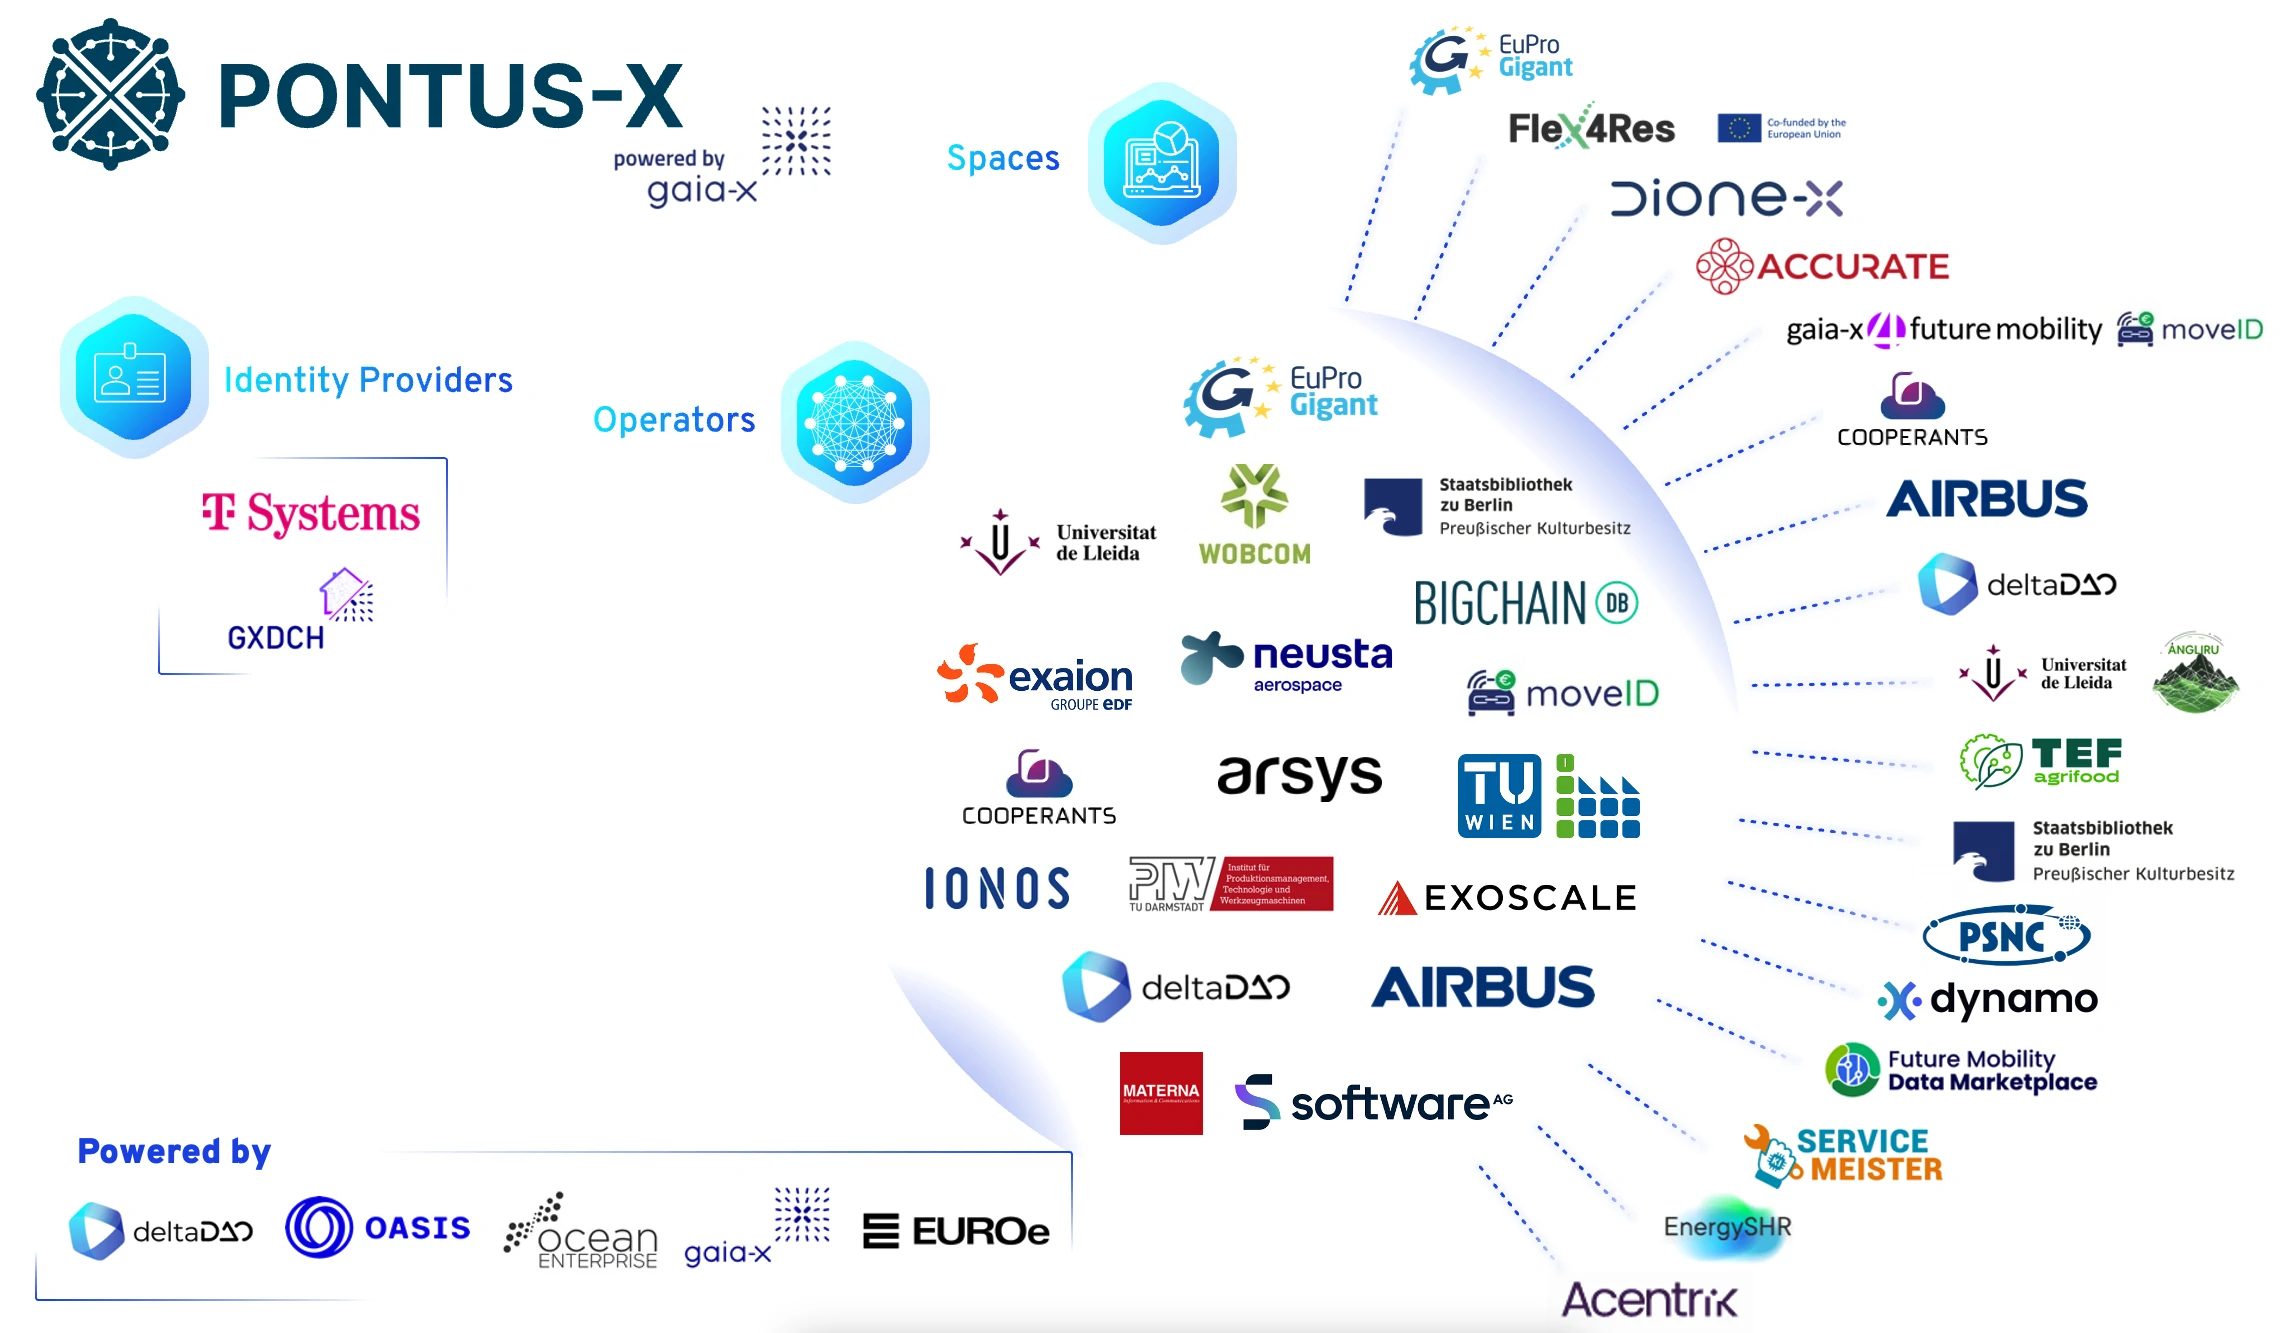 PONTUS-X
powered by
gaia-x
Spaces
EuPro
Gigant
Flex4Res
Co-funded by the
European Union
Dione-X
ACCURATE
gaia-x 4 future mobility
moveID
COOPERANTS
AIRBUS
deltaDAO
Universitat
de Lleida
ANGLIRU
TEF
agrifood
Staatsbibliothek
zu Berlin
Preußischer Kulturbesitz
PSNC
dynamo
Future Mobility
Data Marketplace
SERVICE
MEISTER
EnergySHR
Acentrik
Identity Providers
T Systems
GXDCH
Operators
EuPro
Gigant
Universitat
de Lleida
WOBCOM
Staatsbibliothek
zu Berlin
Preußischer Kulturbesitz
BIGCHAIN DB
exaion
GROUPE eDF
neusta
aerospace
moveID
COOPERANTS
arsys
TU
WIEN
IONOS
PTW
TU DARMSTADT
Institut für
Produktionsmanagement,
Technologie und
Werkzeugmaschinen
EXOSCALE
deltaDAO
AIRBUS
MATERNA
Information & Communications
software AG
Powered by
deltaDAO
OASIS
ocean
ENTERPRISE
gaia-x
EUROe